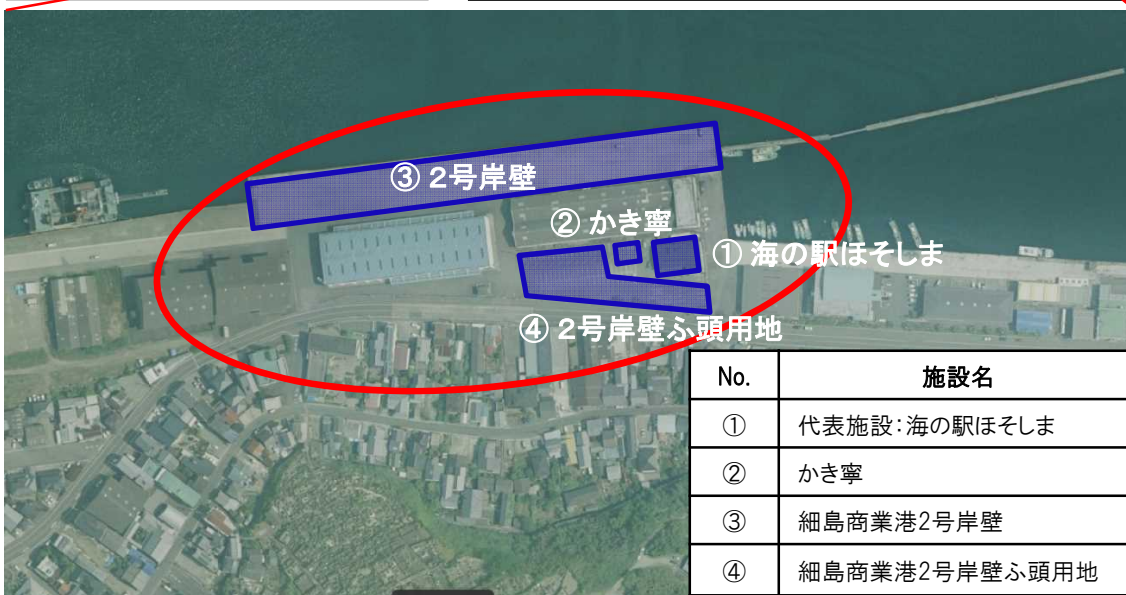 ③ 2号岸壁
② かき寧
① 海の駅ほそしま
④ 2号岸壁ふ頭用地
No. 施設名
① 代表施設:海の駅ほそしま
② かき寧
③ 細島商業港2号岸壁
④ 細島商業港2号岸壁ふ頭用地